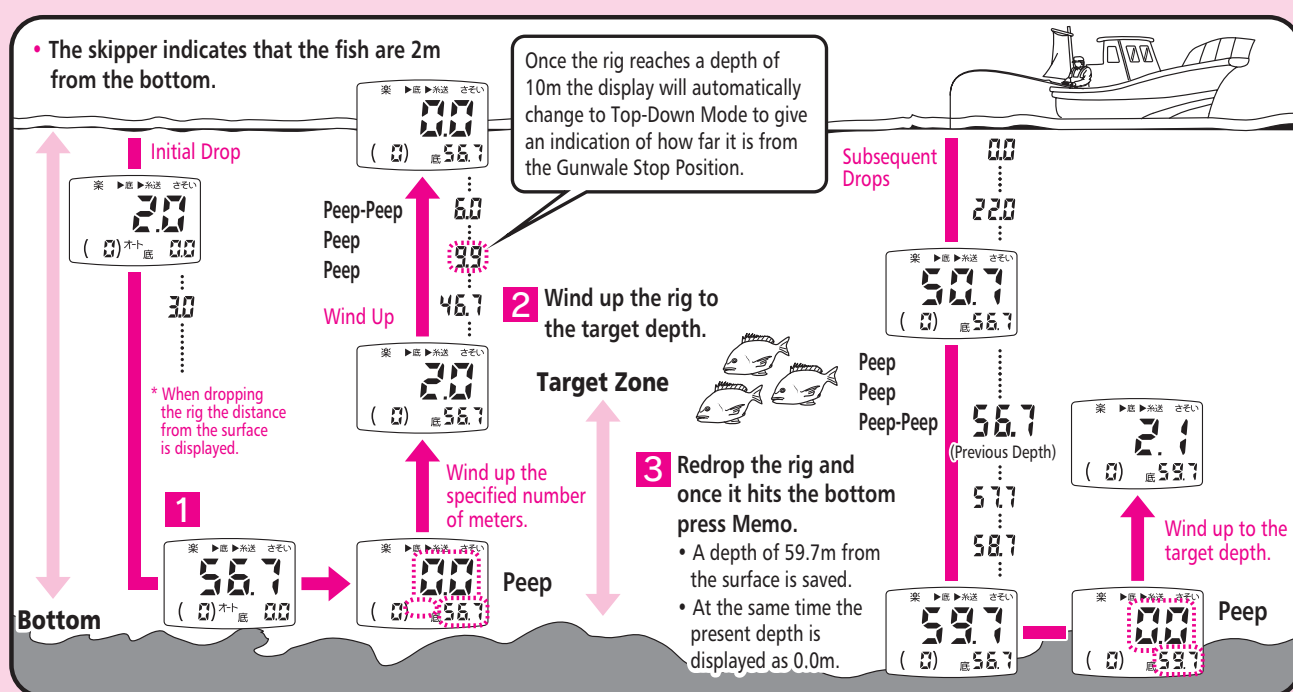 • The skipper indicates that the fish are 2m
from the bottom.
Initial Drop
楽 ▶底 ▶糸送 さそい
2.0
( 0) オート 底 0.0
3.0
* When dropping
the rig the distance
from the surface
is displayed.
Bottom
1
楽 ▶底 ▶糸送 さそい
56.7
( 0) オート 底 0.0
楽 ▶底 ▶糸送 さそい
0.0
( 0) 底 56.7
Peep
Wind up the
specified number
of meters.
楽 ▶底 ▶糸送 さそい
2.0
( 0) 底 56.7
Wind Up
46.7
Peep
9.9
Peep
Peep-Peep
6.0
楽 ▶底 ▶糸送 さそい
0.0
( 0) 底 56.7
Once the rig reaches a depth of
10m the display will automatically
change to Top-Down Mode to give
an indication of how far it is from
the Gunwale Stop Position.
2 Wind up the rig to
the target depth.
Target Zone
3 Redrop the rig and
once it hits the bottom
press Memo.
• A depth of 59.7m from
the surface is saved.
• At the same time the
present depth is
displayed as 0.0m.
Subsequent
Drops
0.0
22.0
楽 ▶底 ▶糸送 さそい
50.7
( 0) 底 56.7
Peep
Peep
Peep-Peep
56.7
(Previous Depth)
57.7
58.7
楽 ▶底 ▶糸送 さそい
59.7
( 0) 底 56.7
楽 ▶底 ▶糸送 さそい
0.0
( 0) 底 59.7
Peep
Wind up to the
target depth.
楽 ▶底 ▶糸送 さそい
2.1
( 0) 底 59.7